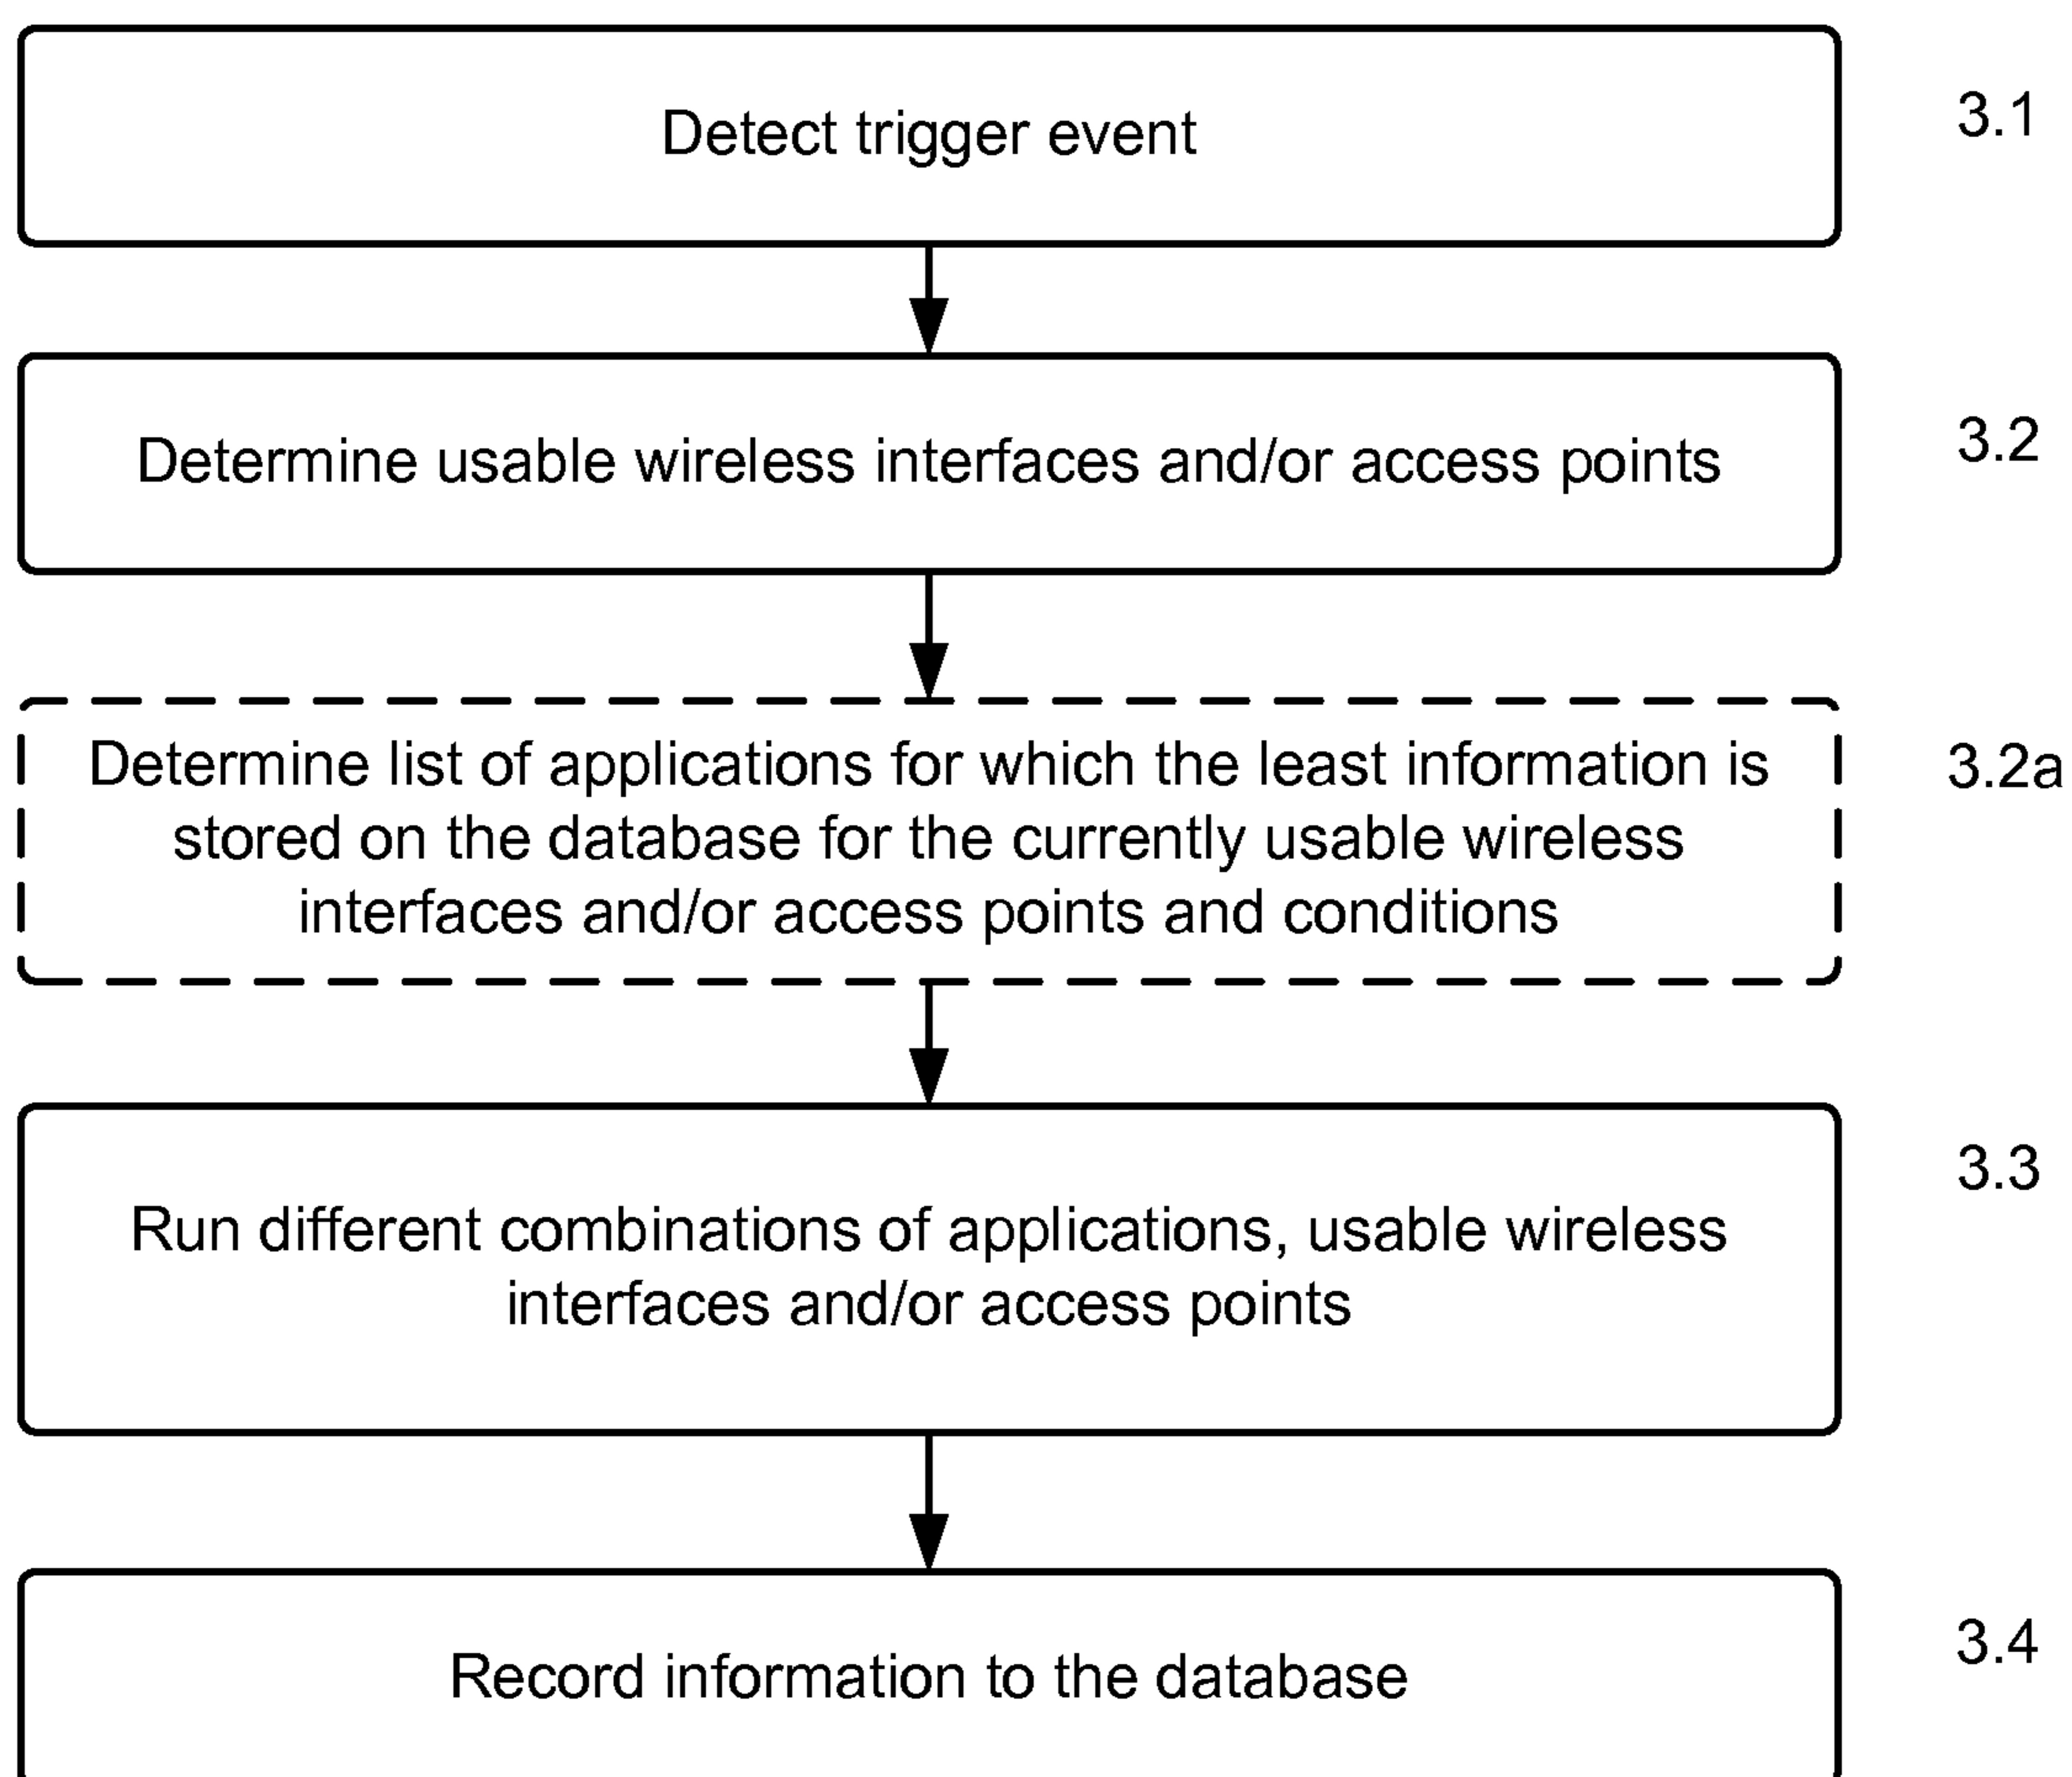 Detect trigger event
3.1
Determine usable wireless interfaces and/or access points
3.2
Determine list of applications for which the least information is
stored on the database for the currently usable wireless
interfaces and/or access points and conditions
3.2a
Run different combinations of applications, usable wireless
interfaces and/or access points
3.3
Record information to the database
3.4